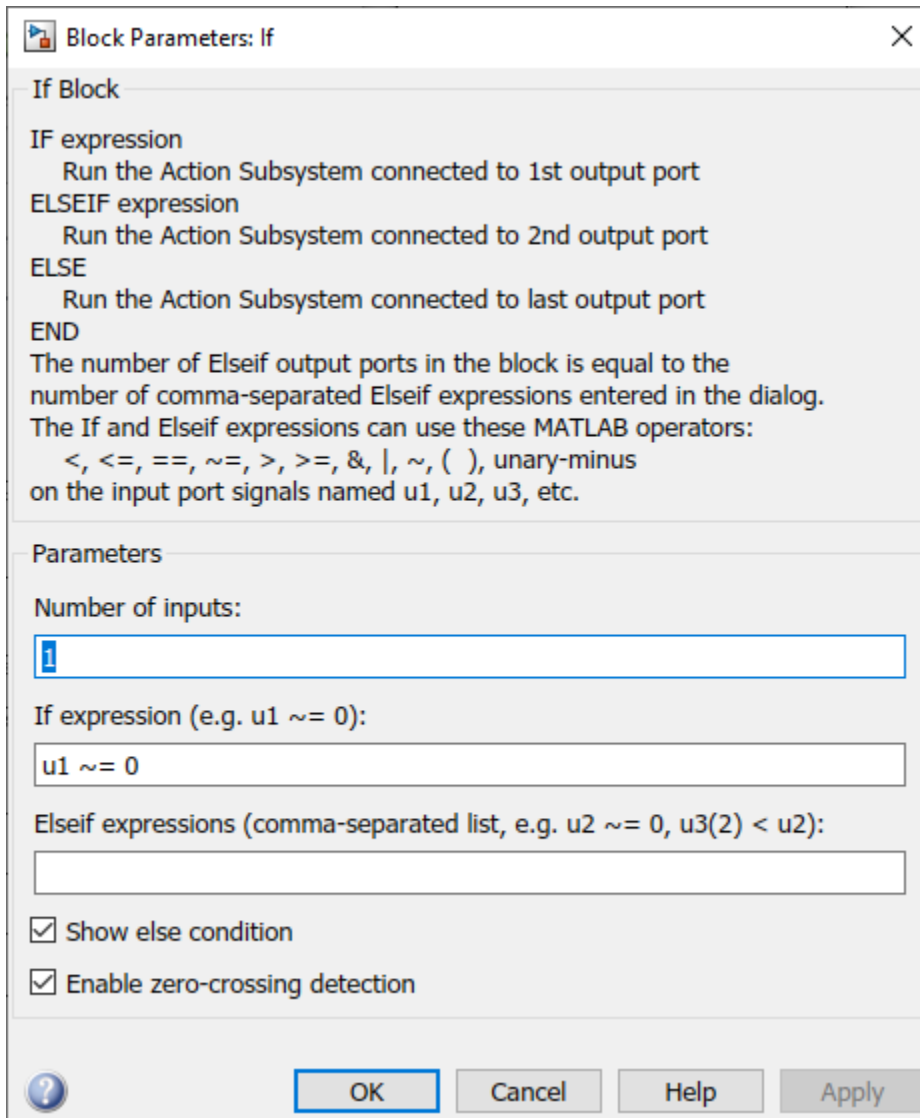 Block Parameters: If
If Block
IF expression
Run the Action Subsystem connected to 1st output port
ELSEIF expression
Run the Action Subsystem connected to 2nd output port
ELSE
Run the Action Subsystem connected to last output port
END
The number of Elseif output ports in the block is equal to the
number of comma-separated Elseif expressions entered in the dialog.
The If and Elseif expressions can use these MATLAB operators:
<, <=, ==, ~=, >, >=, &, |, ~, ( ), unary-minus
on the input port signals named u1, u2, u3, etc.
Parameters
Number of inputs:
1
If expression (e.g. u1 ~= 0):
u1 ~= 0
Elseif expressions (comma-separated list, e.g. u2 ~= 0, u3(2) < u2):
Show else condition
Enable zero-crossing detection
? OK Cancel Help Apply